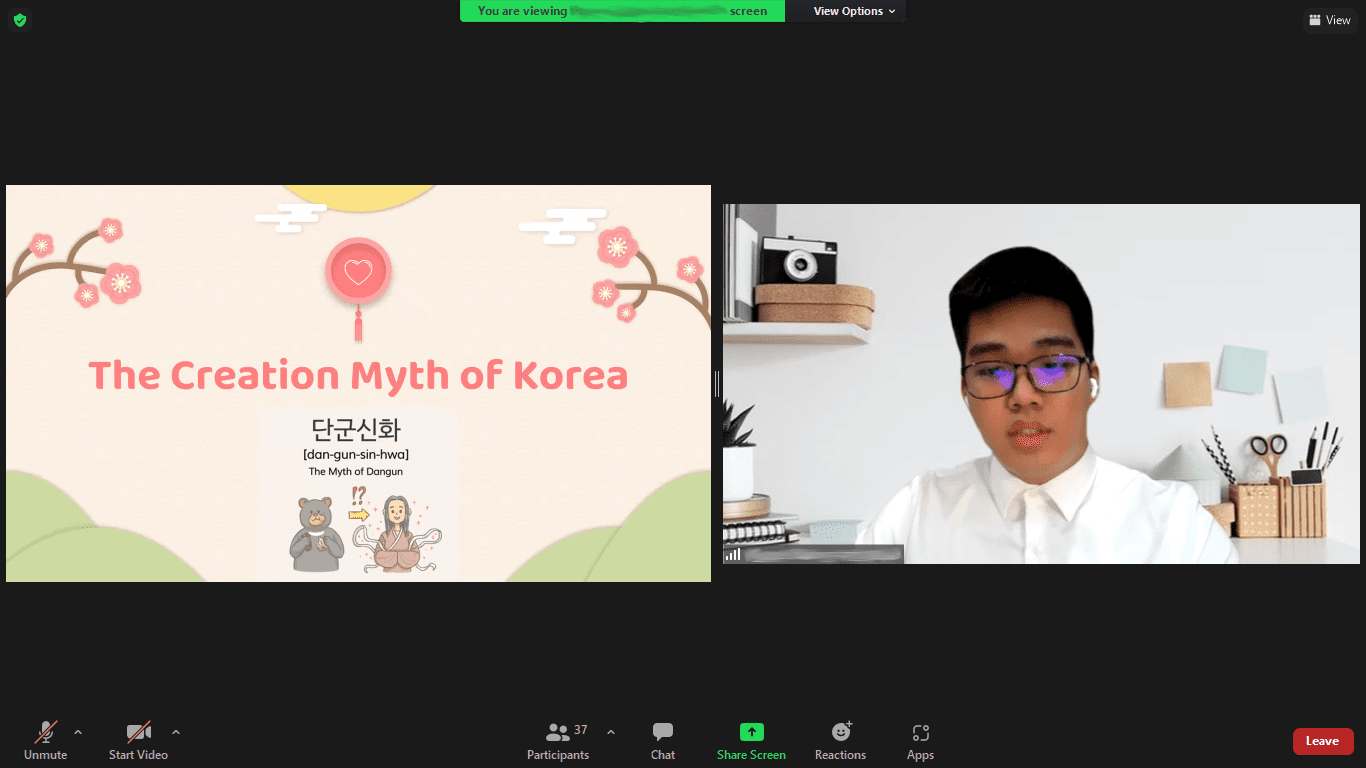 You are viewing screen
View Options
View
The Creation Myth of Korea
단군신화
[dan-gun-sin-hwa]
The Myth of Dangun
!?
Unmute
Start Video
37
Participants
Chat
Share Screen
Reactions
Apps
Leave